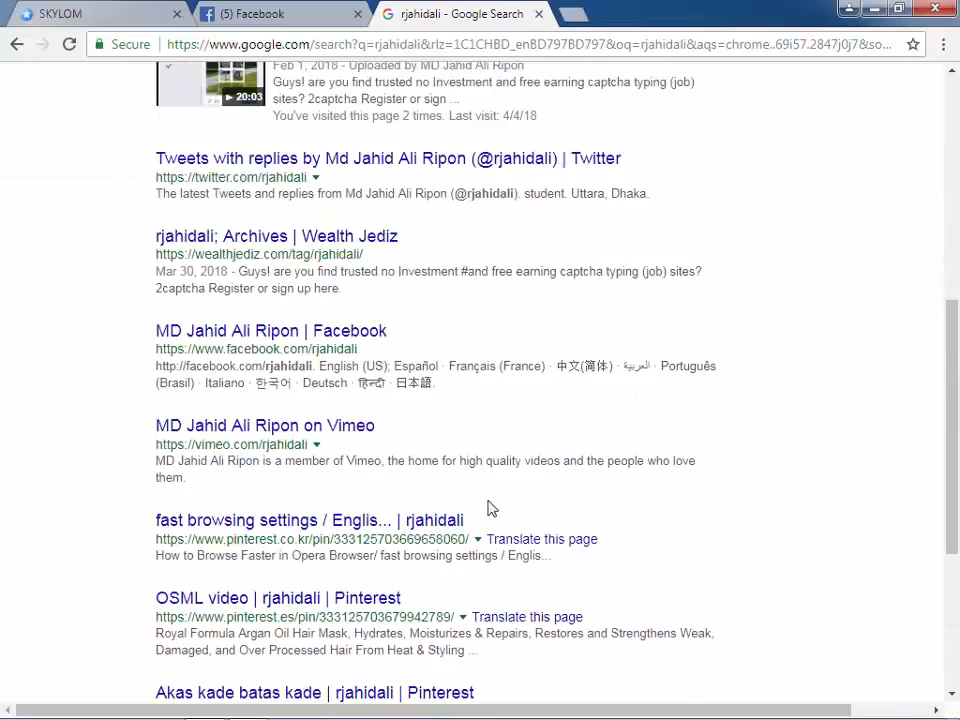 SKYLOM
(5) Facebook
rjahidali - Google Search
Secure
https://www.google.com/search?q=rjahidali&rlz=1C1CHBD_enBD797BD797&oq=rjahidali&aqs=chrome..69i57.2847j0j7&so...
Feb 1, 2018 - Uploaded by MD Jahid Ali Ripon
Guys! are you find trusted no Investment and free earning captcha typing (job)
sites? 2captcha Register or sign ...
20:03
You've visited this page 2 times. Last visit: 4/4/18
Tweets with replies by Md Jahid Ali Ripon (@rjahidali) | Twitter
https://twitter.com/rjahidali
The latest Tweets and replies from Md Jahid Ali Ripon (@rjahidali). student. Uttara, Dhaka.
rjahidali; Archives | Wealth Jediz
https://wealthjediz.com/tag/rjahidali/
Mar 30, 2018 - Guys! are you find trusted no Investment #and free earning captcha typing (job) sites?
2captcha Register or sign up here.
MD Jahid Ali Ripon | Facebook
https://www.facebook.com/rjahidali
http://facebook.com/rjahidali. English (US); Español · Français (France) · 中文(简体) · العربية · Português
(Brasil) · Italiano · 한국어 · Deutsch · हिन्दी · 日本語.
MD Jahid Ali Ripon on Vimeo
https://vimeo.com/rjahidali
MD Jahid Ali Ripon is a member of Vimeo, the home for high quality videos and the people who love
them.
fast browsing settings / Englis... | rjahidali
https://www.pinterest.co.kr/pin/333125703669658060/ Translate this page
How to Browse Faster in Opera Browser/ fast browsing settings / Englis...
OSML video | rjahidali | Pinterest
https://www.pinterest.es/pin/333125703679942789/ Translate this page
Royal Formula Argan Oil Hair Mask, Hydrates, Moisturizes & Repairs, Restores and Strengthens Weak,
Damaged, and Over Processed Hair From Heat & Styling ...
Akas kade batas kade | rjahidali | Pinterest